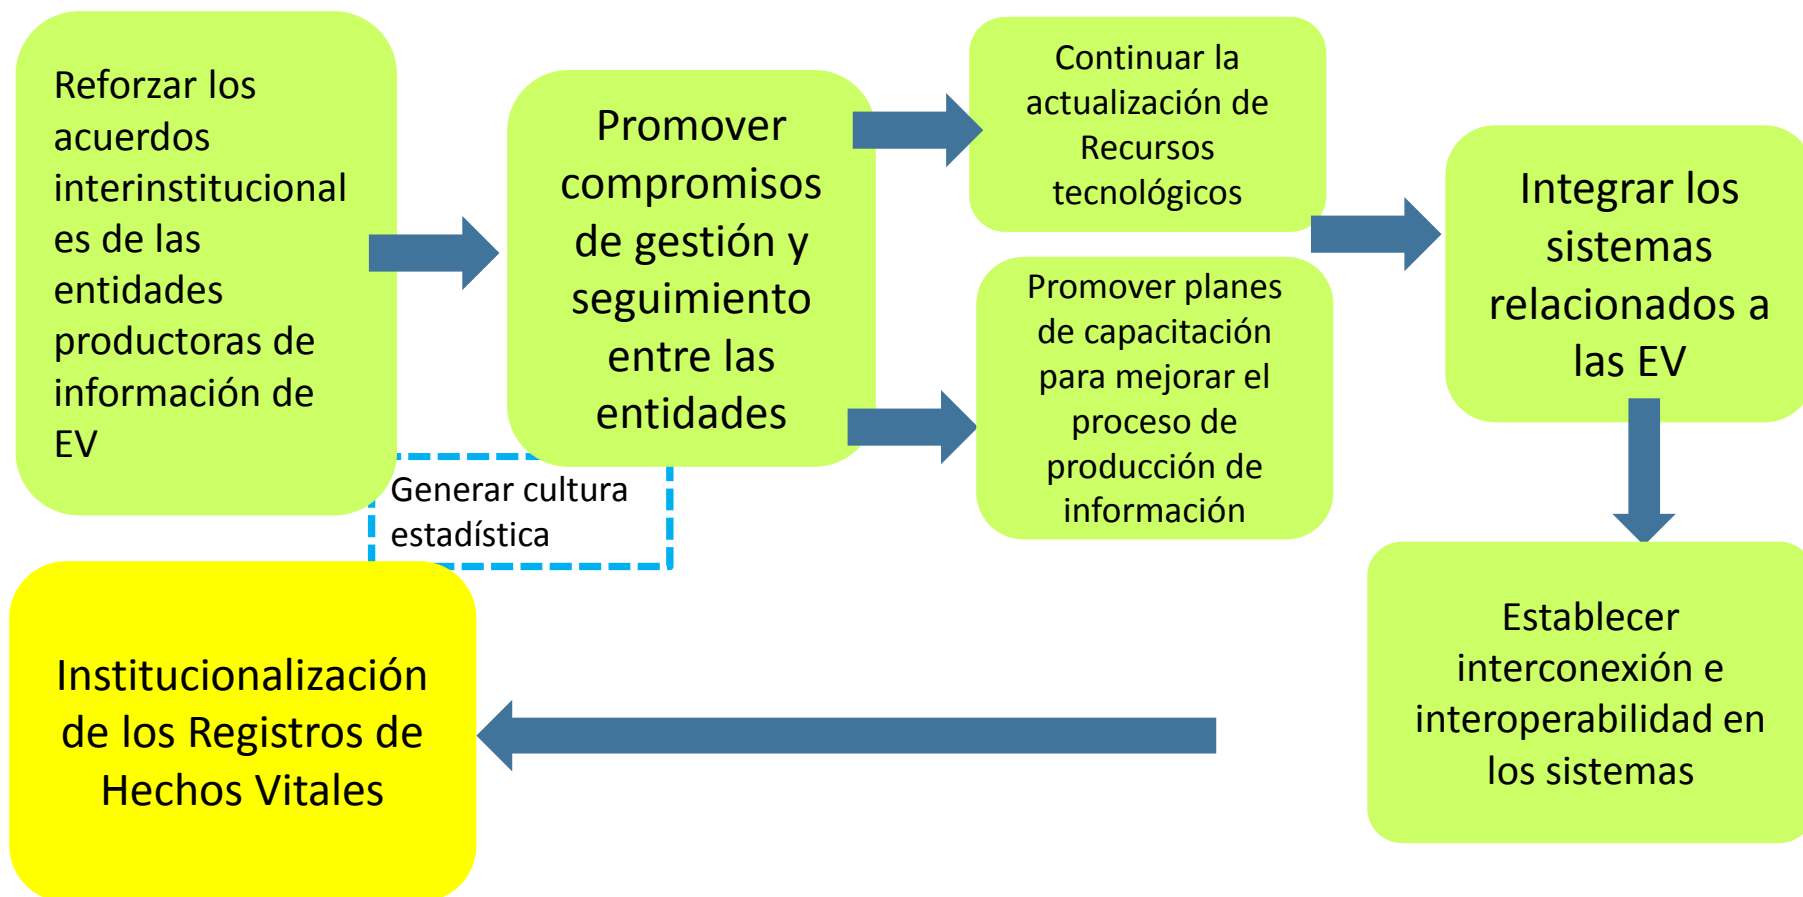 Reforzar los
acuerdos
interinstitucional
es de las
entidades
productoras de
información de
EV
Promover
compromisos
de gestión y
seguimiento
entre las
entidades
Continuar la
actualización de
Recursos
tecnológicos
Promover planes
de capacitación
para mejorar el
proceso de
producción de
información
Integrar los
sistemas
relacionados a
las EV
Generar cultura
estadística
Establecer
interconexión e
interoperabilidad en
los sistemas
Institucionalización
de los Registros de
Hechos Vitales